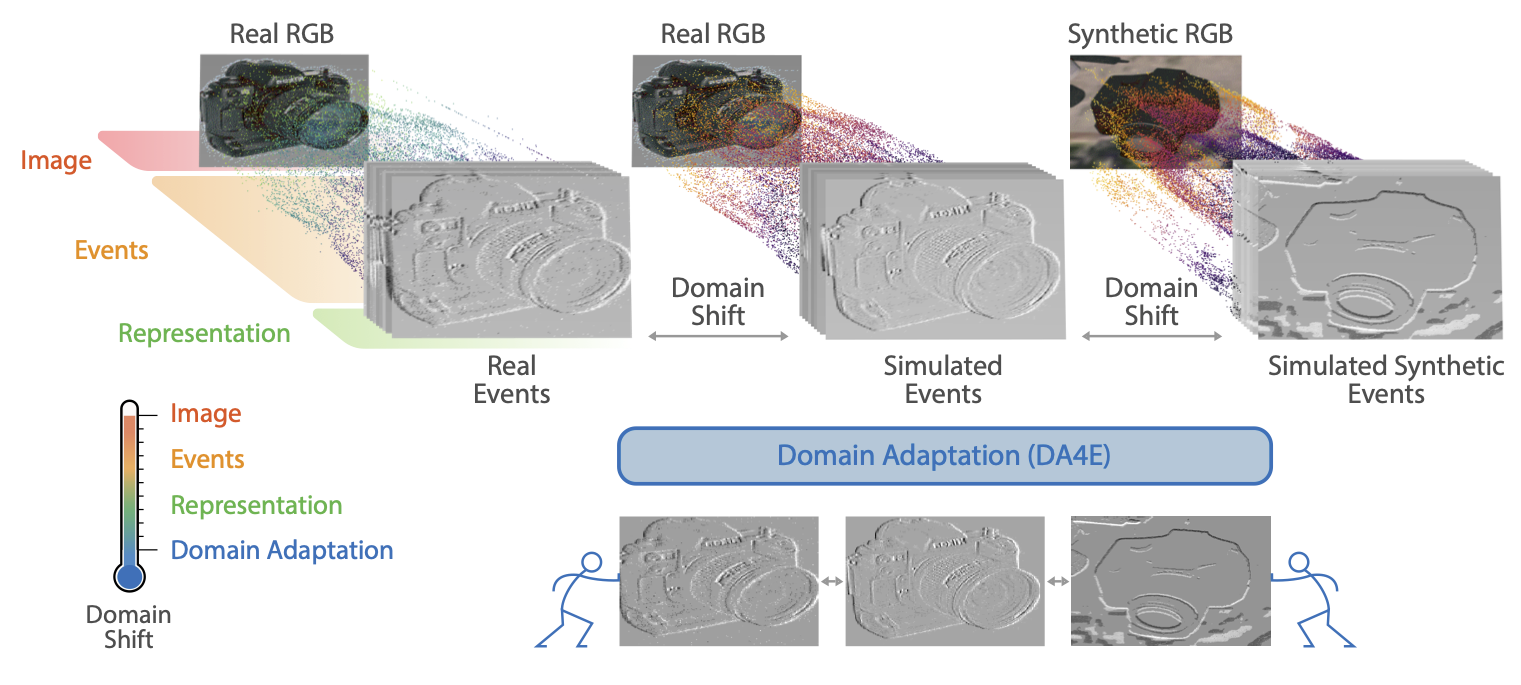 Real RGB
Real RGB
Synthetic RGB
Image
Events
Representation
Domain
Shift
Domain
Shift
Real
Events
Simulated
Events
Simulated Synthetic
Events
Image
Events
Representation
Domain Adaptation
Domain
Shift
Domain Adaptation (DA4E)